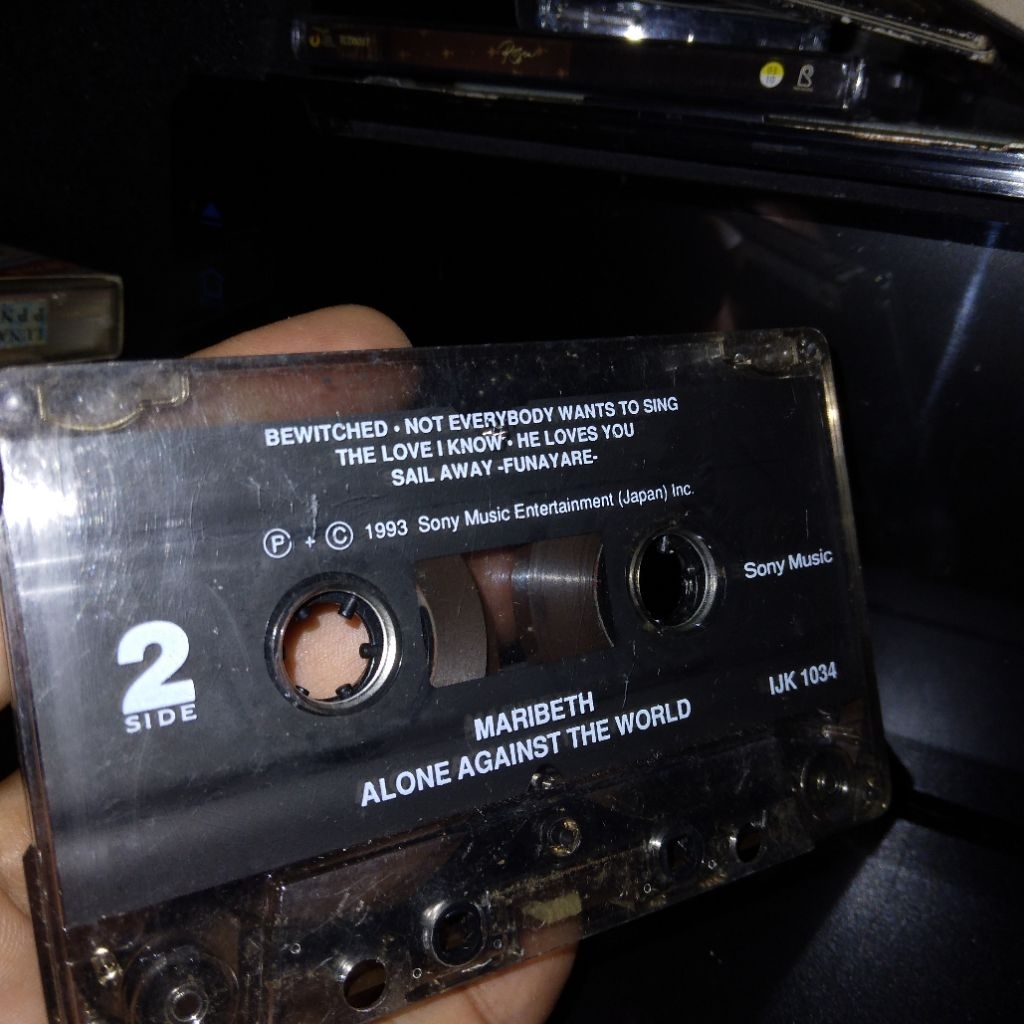 BEWITCHED • NOT EVERYBODY WANTS TO SING
THE LOVE I KNOW • HE LOVES YOU
SAIL AWAY -FUNAYARE-
Ⓟ + © 1993 Sony Music Entertainment (Japan) Inc.
Sony Music
2
SIDE
IJK 1034
MARIBETH
ALONE AGAINST THE WORLD